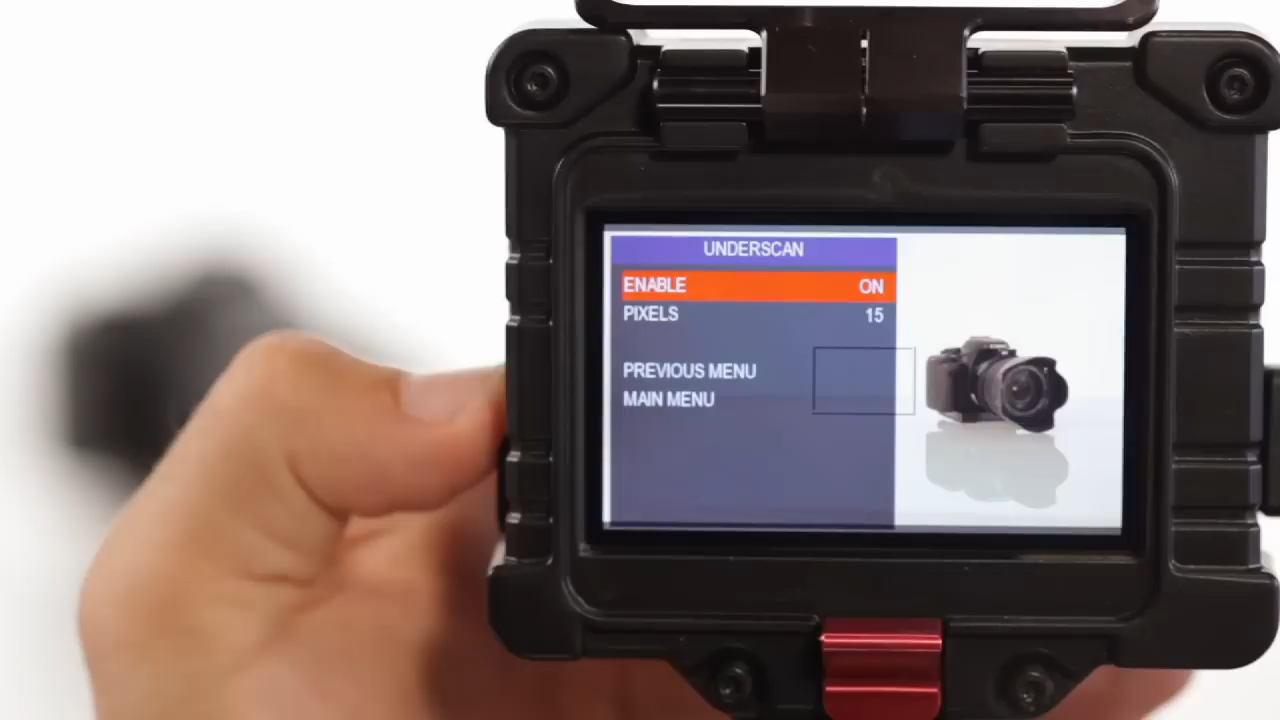 UNDERSCAN
ENABLE ON
PIXELS 15
PREVIOUS MENU
MAIN MENU